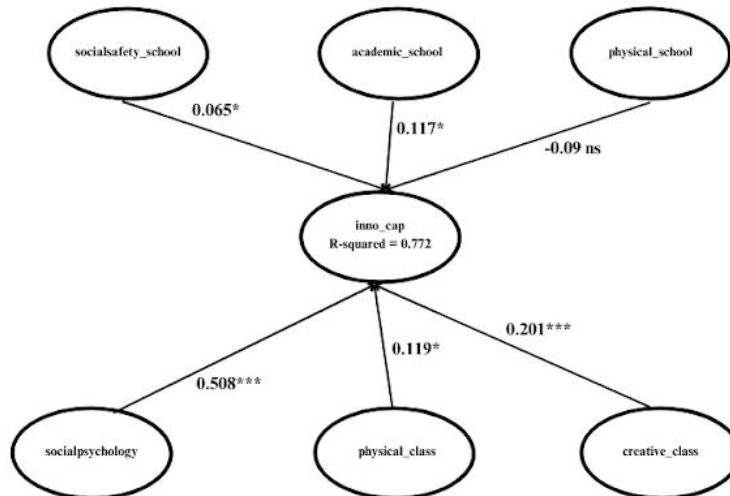 socialsafety_school
academic_school
physical_school
0.065*
0.117*
-0.09 ns
inno_cap
R-squared = 0.772
0.508***
0.119*
0.201***
socialpsychology
physical_class
creative_class